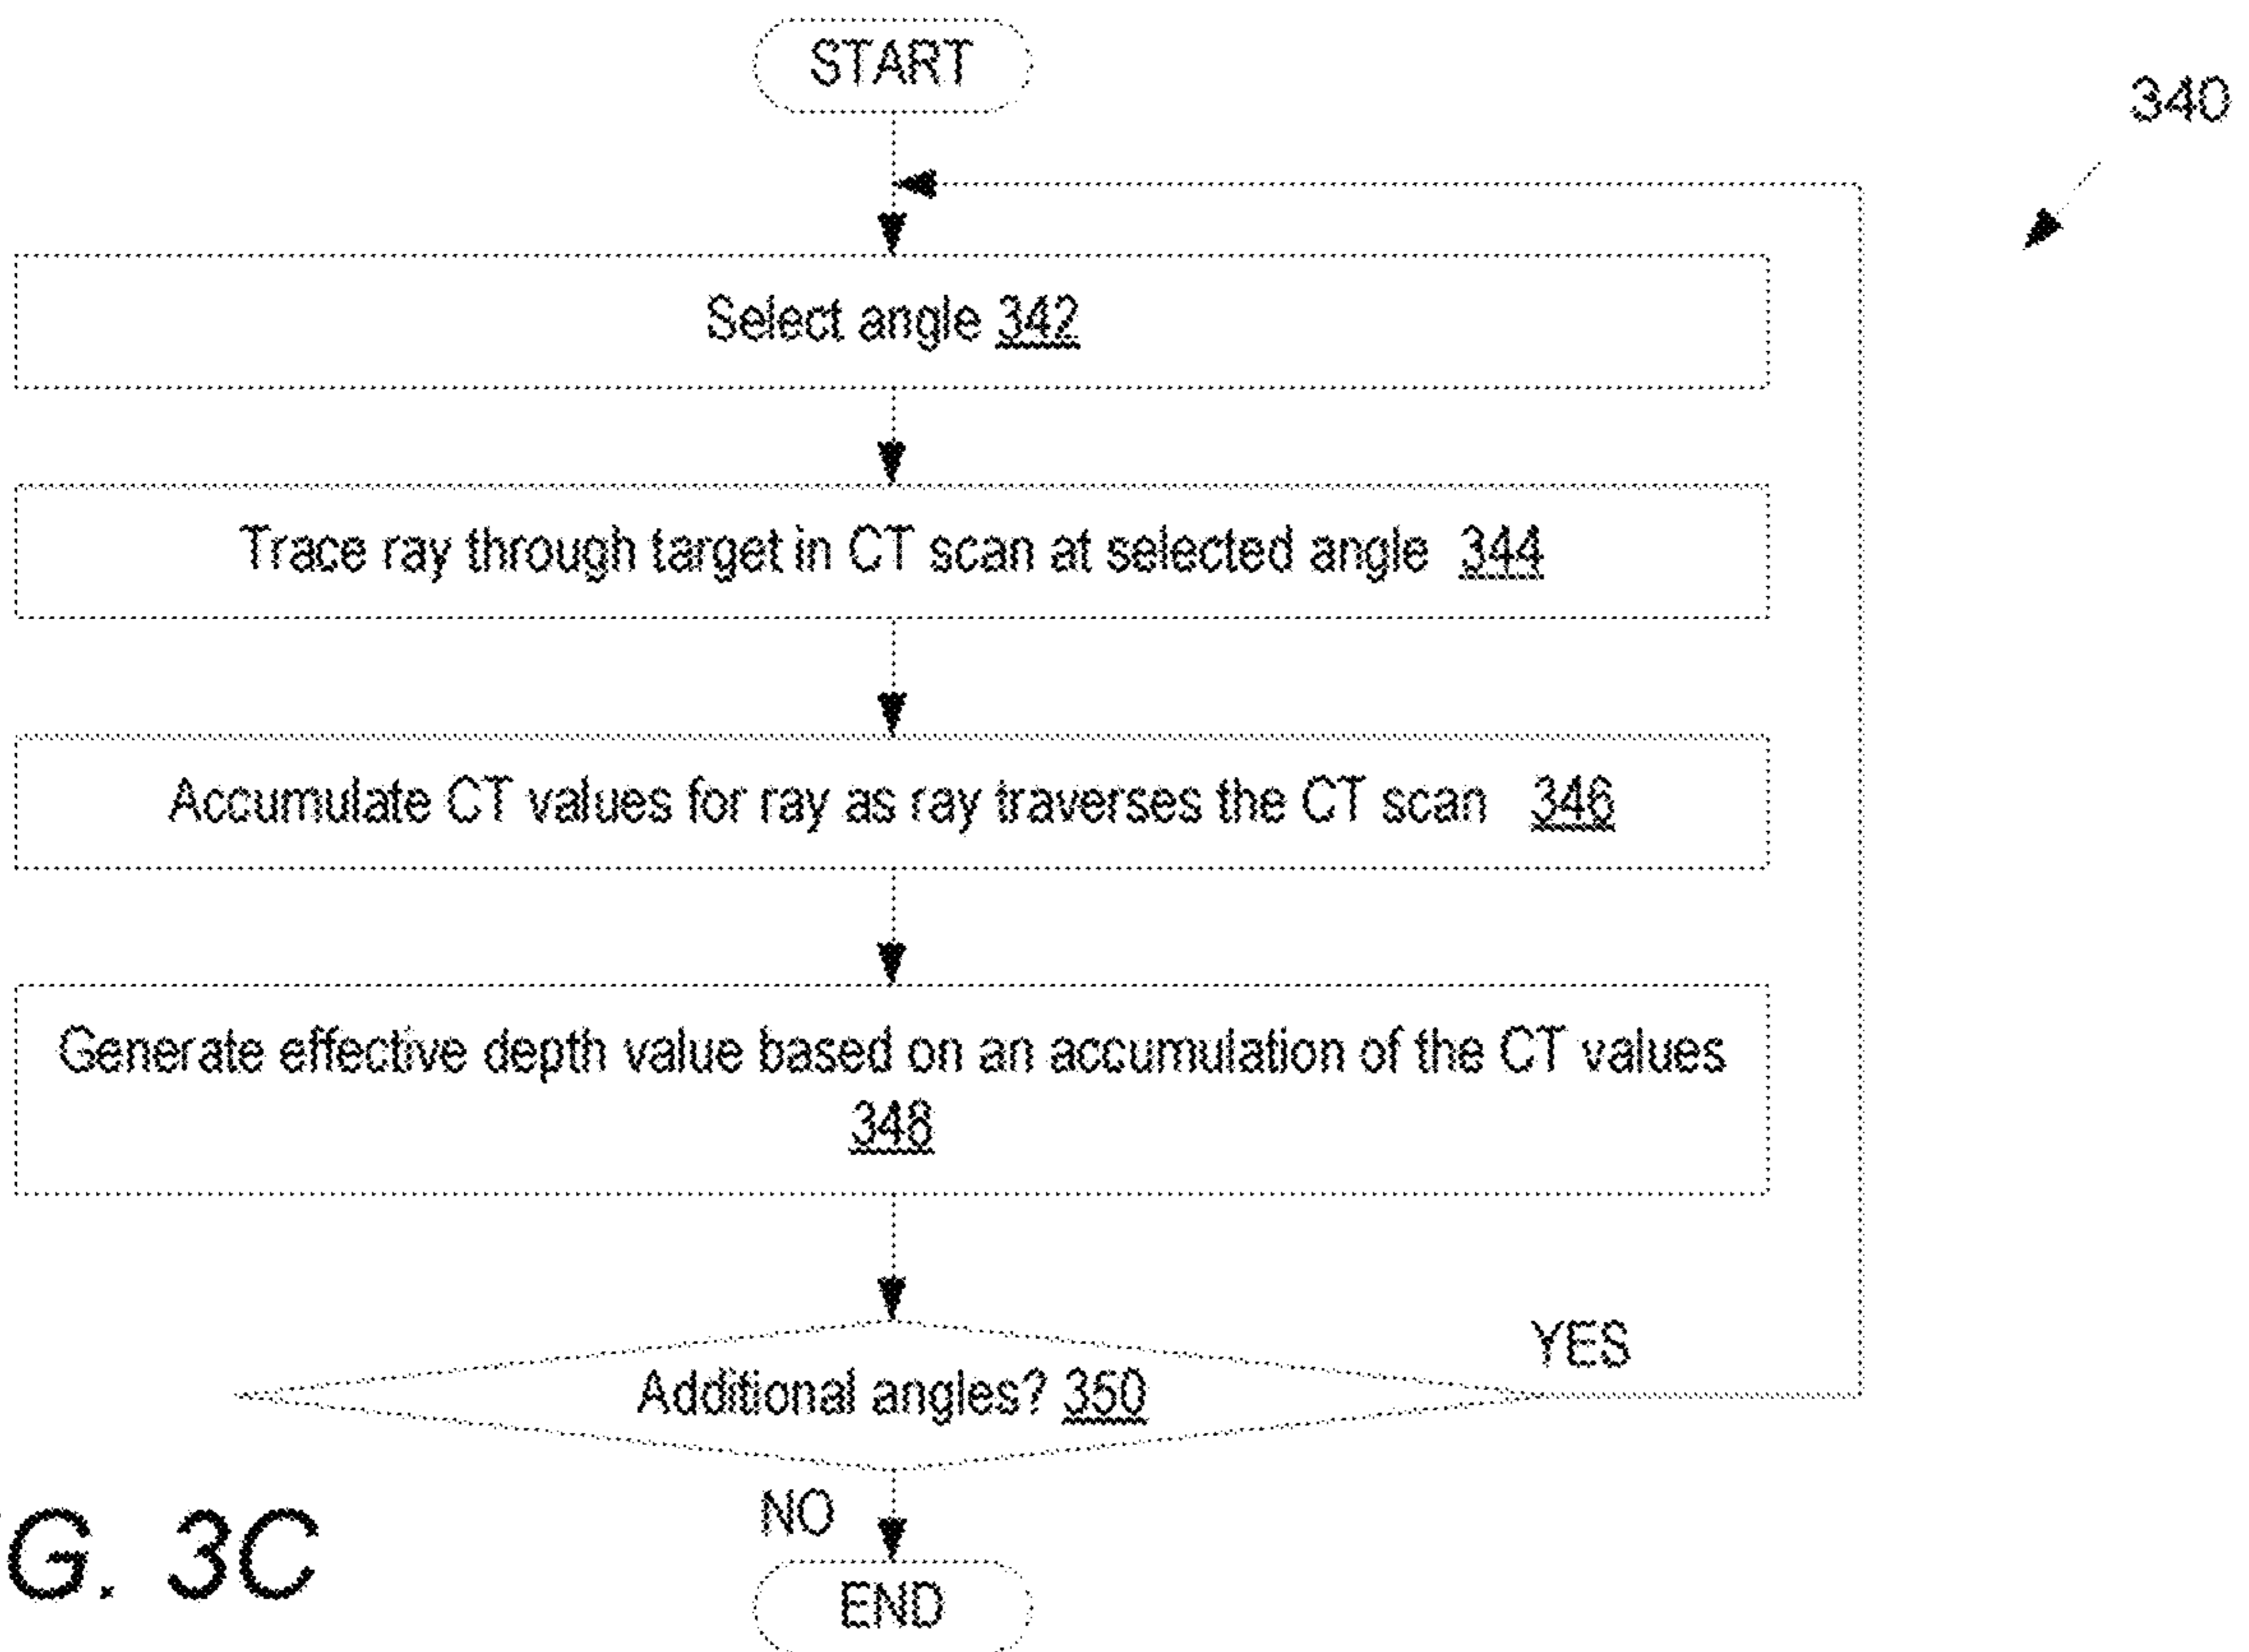 START
340
Select angle 342
Trace ray through target in CT scan at selected angle 344
Accumulate CT values for ray as ray traverses the CT scan 346
Generate effective depth value based on an accumulation of the CT values
348
YES
Additional angles? 350
NO
G. 3C
END